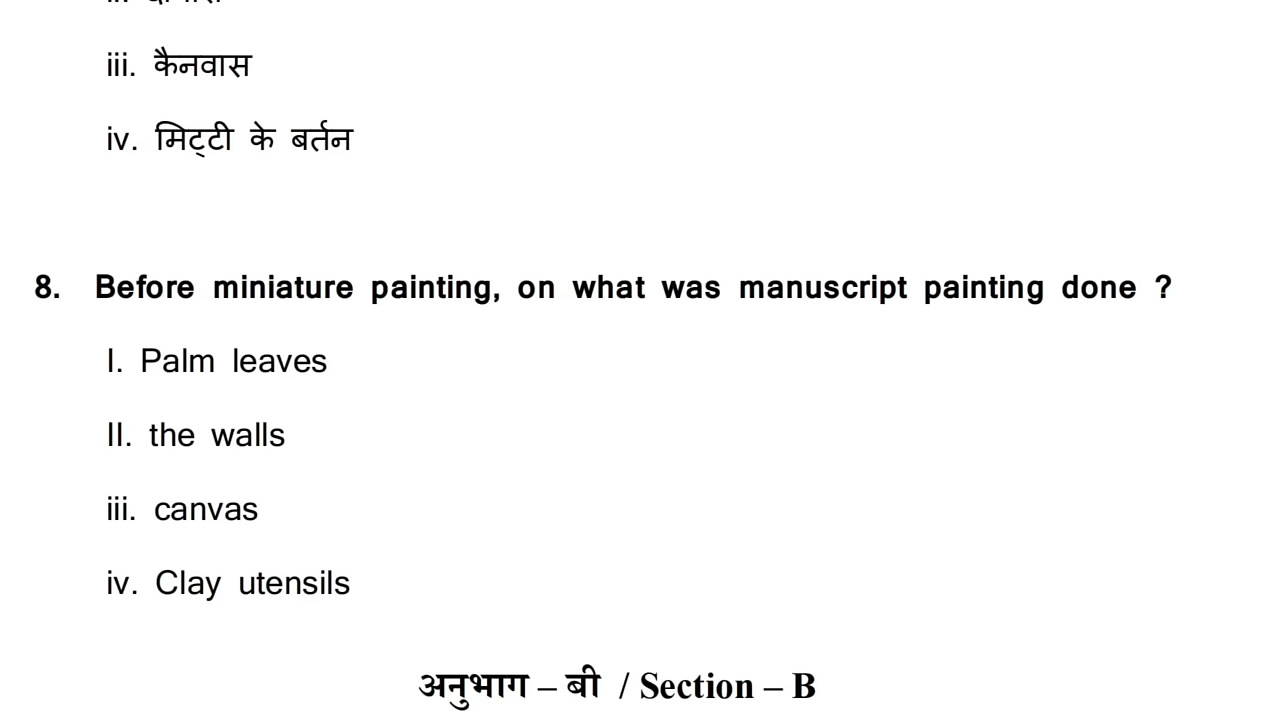 iii. कैनवास
iv. मिट्टी के बर्तन
8. Before miniature painting, on what was manuscript painting done ?
I. Palm leaves
II. the walls
iii. canvas
iv. Clay utensils
अनुभाग – बी / Section – B